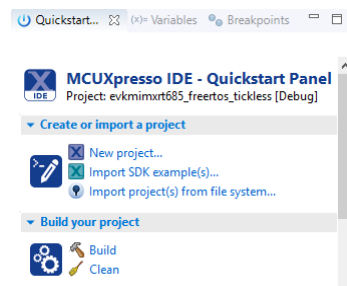 Quickstart... (x)= Variables Breakpoints
IDE
MCUXpresso IDE - Quickstart Panel
Project: evkmimxrt685_freertos_tickless [Debug]
Create or import a project
New project...
Import SDK example(s)...
Import project(s) from file system...
Build your project
Build
Clean